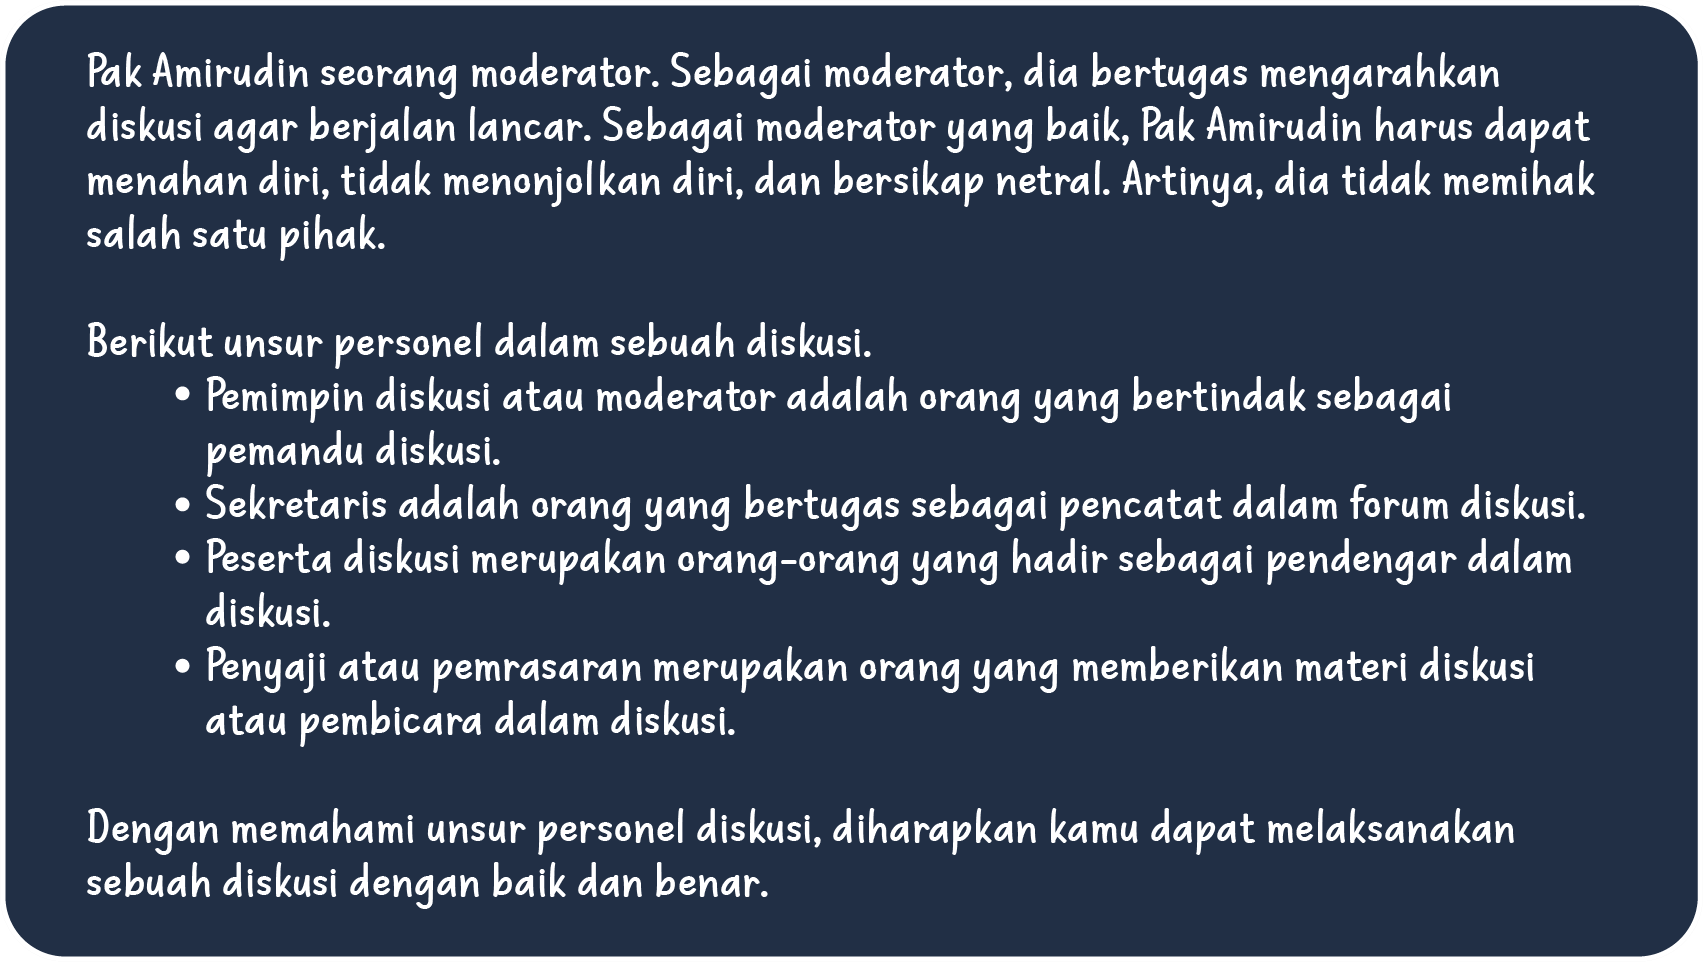 Pak Amirudin seorang moderator. Sebagai moderator, dia bertugas mengarahkan
diskusi agar berjalan lancar. Sebagai moderator yang baik, Pak Amirudin harus dapat
menahan diri, tidak menonjolkan diri, dan bersikap netral. Artinya, dia tidak memihak
salah satu pihak.
Berikut unsur personel dalam sebuah diskusi.
• Pemimpin diskusi atau moderator adalah orang yang bertindak sebagai
pemandu diskusi.
• Sekretaris adalah orang yang bertugas sebagai pencatat dalam forum diskusi.
• Peserta diskusi merupakan orang-orang yang hadir sebagai pendengar dalam
diskusi.
• Penyaji atau pemrasaran merupakan orang yang memberikan materi diskusi
atau pembicara dalam diskusi.
Dengan memahami unsur personel diskusi, diharapkan kamu dapat melaksanakan
sebuah diskusi dengan baik dan benar.